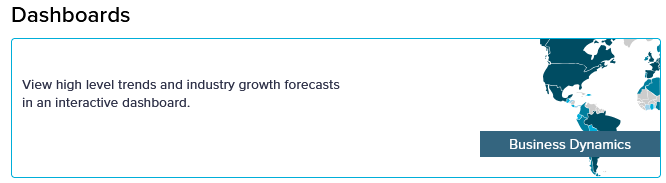 Dashboards
View high level trends and industry growth forecasts
in an interactive dashboard.
Business Dynamics